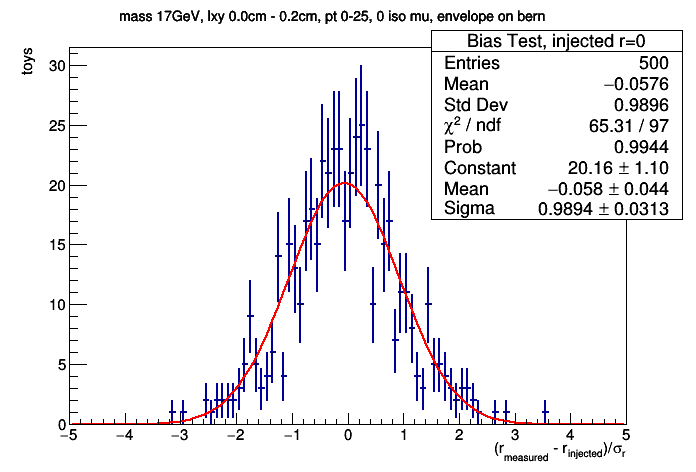 mass 17GeV, lxy 0.0cm - 0.2cm, pt 0-25, 0 iso mu, envelope on bern
Bias Test, injected r=0
Entries 500
Mean −0.0576
Std Dev 0.9896
χ² / ndf 65.31 / 97
Prob 0.9944
Constant 20.16 ± 1.10
Mean −0.058 ± 0.044
Sigma 0.9894 ± 0.0313
toys
30
25
20
15
10
5
0
−5 −4 −3 −2 −1 0 1 2 3 4 5
(r_measured - r_injected)/σ_r